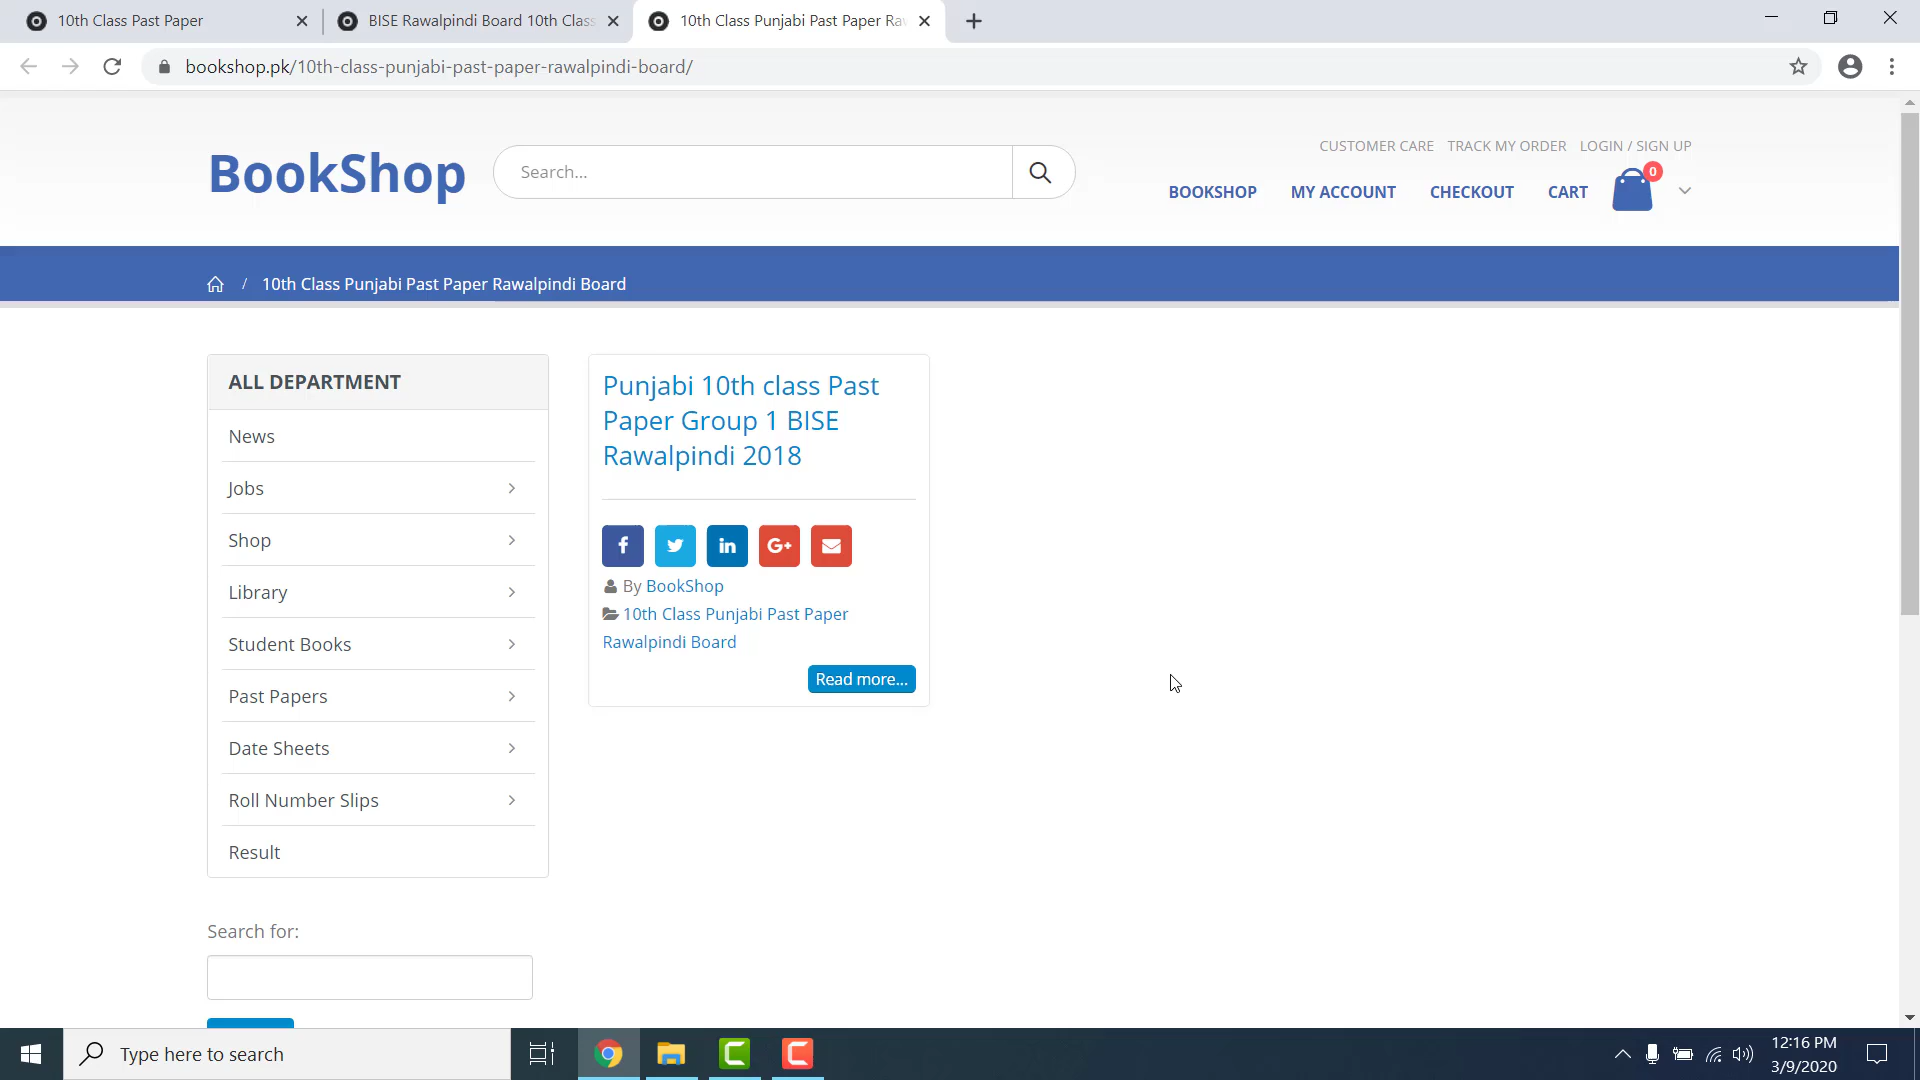 10th Class Past Paper
BISE Rawalpindi Board 10th Class
10th Class Punjabi Past Paper Ra
bookshop.pk/10th-class-punjabi-past-paper-rawalpindi-board/
CUSTOMER CARE TRACK MY ORDER LOGIN / SIGN UP
BookShop
Search...
BOOKSHOP MY ACCOUNT CHECKOUT CART 0
/ 10th Class Punjabi Past Paper Rawalpindi Board
ALL DEPARTMENT
News
Jobs
Shop
Library
Student Books
Past Papers
Date Sheets
Roll Number Slips
Result
Search for:
Punjabi 10th class Past
Paper Group 1 BISE
Rawalpindi 2018
f in G+
By BookShop
10th Class Punjabi Past Paper
Rawalpindi Board
Read more...
Type here to search
12:16 PM
3/9/2020